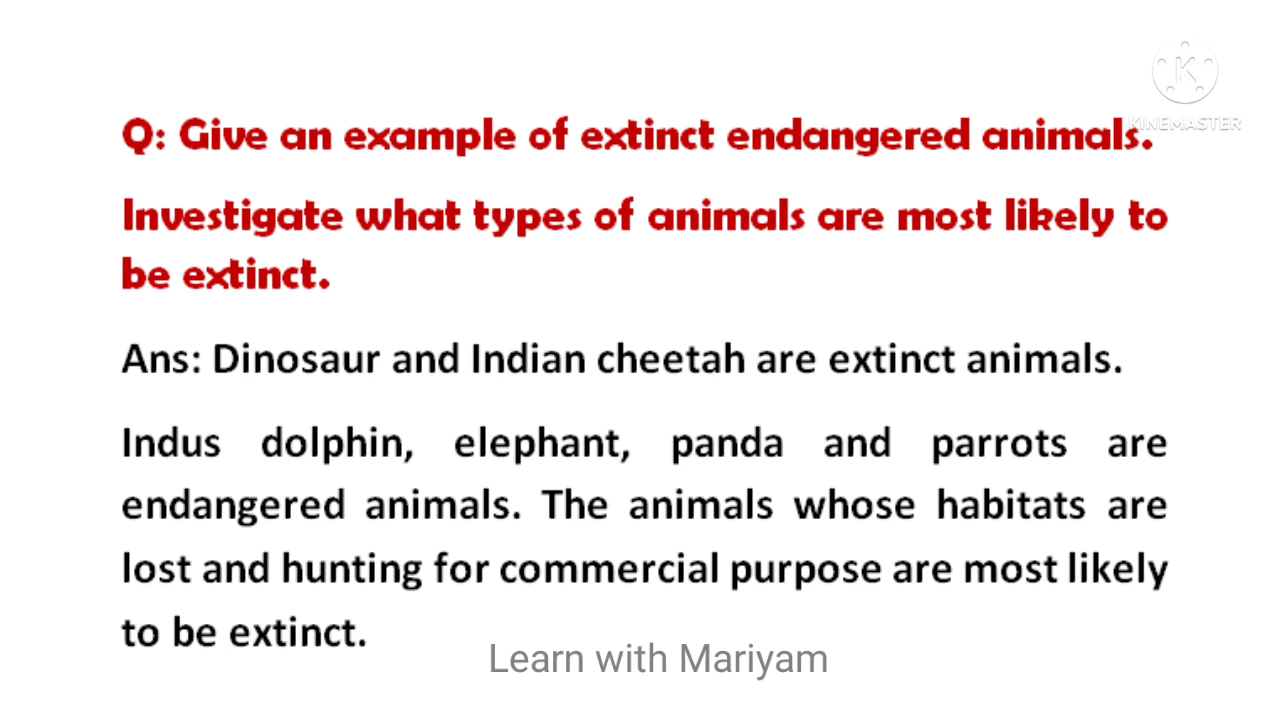 KINEMASTER
Q: Give an example of extinct endangered animals.
Investigate what types of animals are most likely to
be extinct.
Ans: Dinosaur and Indian cheetah are extinct animals.
Indus dolphin, elephant, panda and parrots are
endangered animals. The animals whose habitats are
lost and hunting for commercial purpose are most likely
to be extinct.
Learn with Mariyam